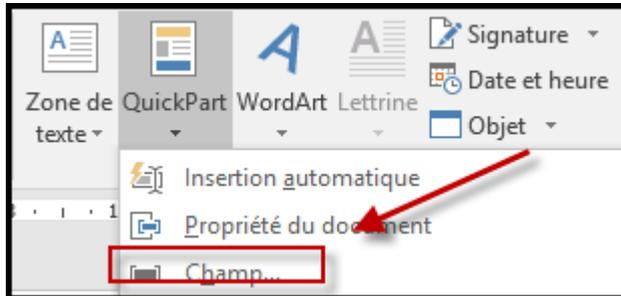 Zone de texte
QuickPart
WordArt
Lettrine
Signature
Date et heure
Objet
Insertion automatique
Propriété du document
Champ...